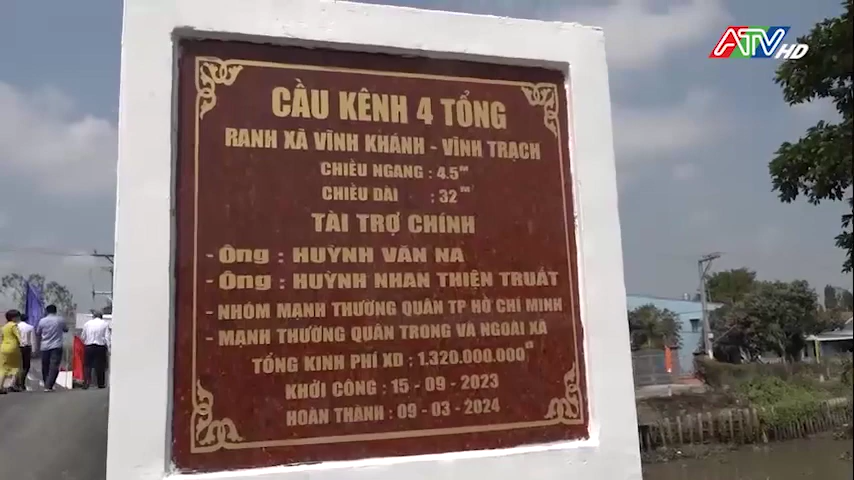 ATV HD
CẦU KÊNH 4 TỔNG
RANH XÃ VĨNH KHÁNH - VĨNH TRẠCH
CHIỀU NGANG : 4.5m
CHIỀU DÀI : 32m
TÀI TRỢ CHÍNH
- Ông : HUỲNH VĂN NA
- Ông : HUỲNH NHAN THIỆN TRUẤT
- NHÓM MẠNH THƯỜNG QUÂN TP HỒ CHÍ MINH
- MẠNH THƯỜNG QUÂN TRONG VÀ NGOÀI XÃ
TỔNG KINH PHÍ XD : 1.320.000.000đ
KHỞI CÔNG : 15 - 09 - 2023
HOÀN THÀNH : 09 - 03 - 2024